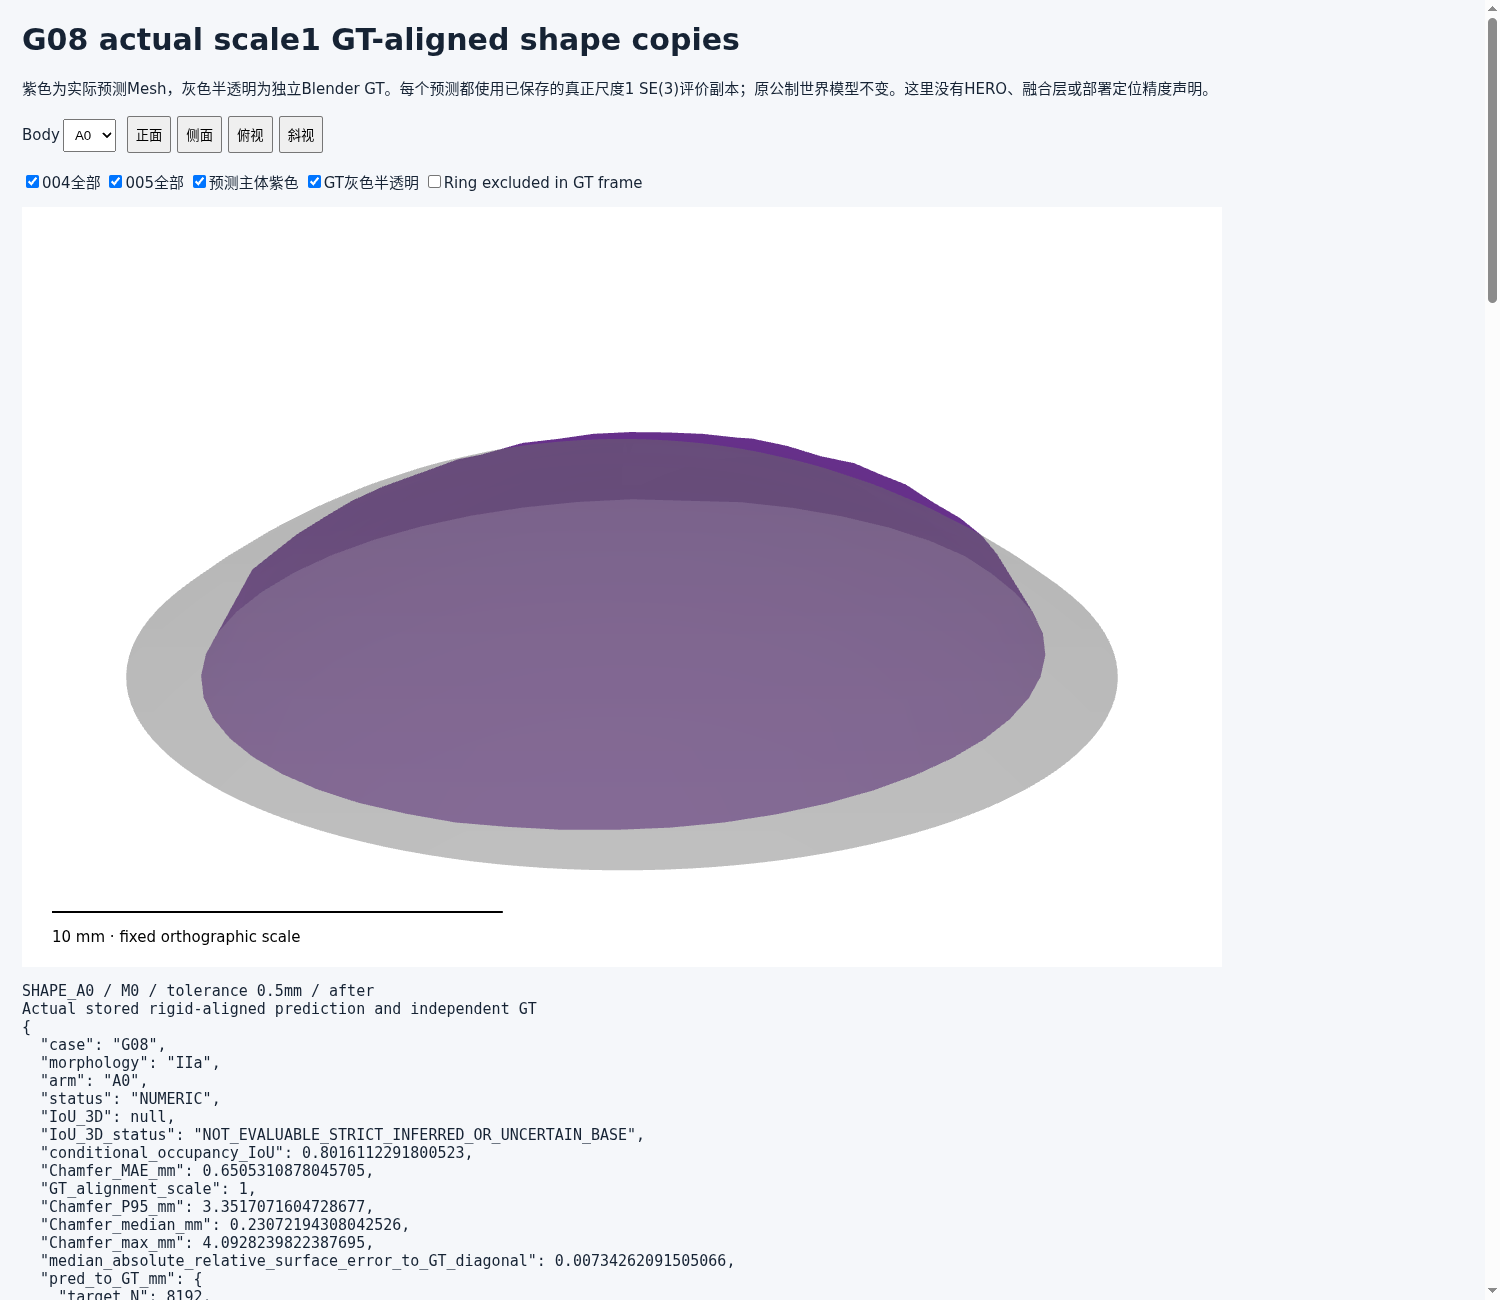 G08 actual scale1 GT-aligned shape copies
紫色为实际预测Mesh，灰色半透明为独立Blender GT。每个预测都使用已保存的真正尺度1 SE(3)评价副本；原公制世界模型不变。这里没有HERO、融合层或部署定位精度声明。
Body A0 正面 侧面 俯视 斜视
004全部 005全部 预测主体紫色 GT灰色半透明 Ring excluded in GT frame
10 mm · fixed orthographic scale
SHAPE_A0 / M0 / tolerance 0.5mm / after
Actual stored rigid-aligned prediction and independent GT
{
"case": "G08",
"morphology": "IIa",
"arm": "A0",
"status": "NUMERIC",
"IoU_3D": null,
"IoU_3D_status": "NOT_EVALUABLE_STRICT_INFERRED_OR_UNCERTAIN_BASE",
"conditional_occupancy_IoU": 0.8016112291800523,
"Chamfer_MAE_mm": 0.6505310878045705,
"GT_alignment_scale": 1,
"Chamfer_P95_mm": 3.3517071604728677,
"Chamfer_median_mm": 0.23072194308042526,
"Chamfer_max_mm": 4.0928239822387695,
"median_absolute_relative_surface_error_to_GT_diagonal": 0.00734262091505066,
"pred_to_GT_mm": {
"target_N": 8192,